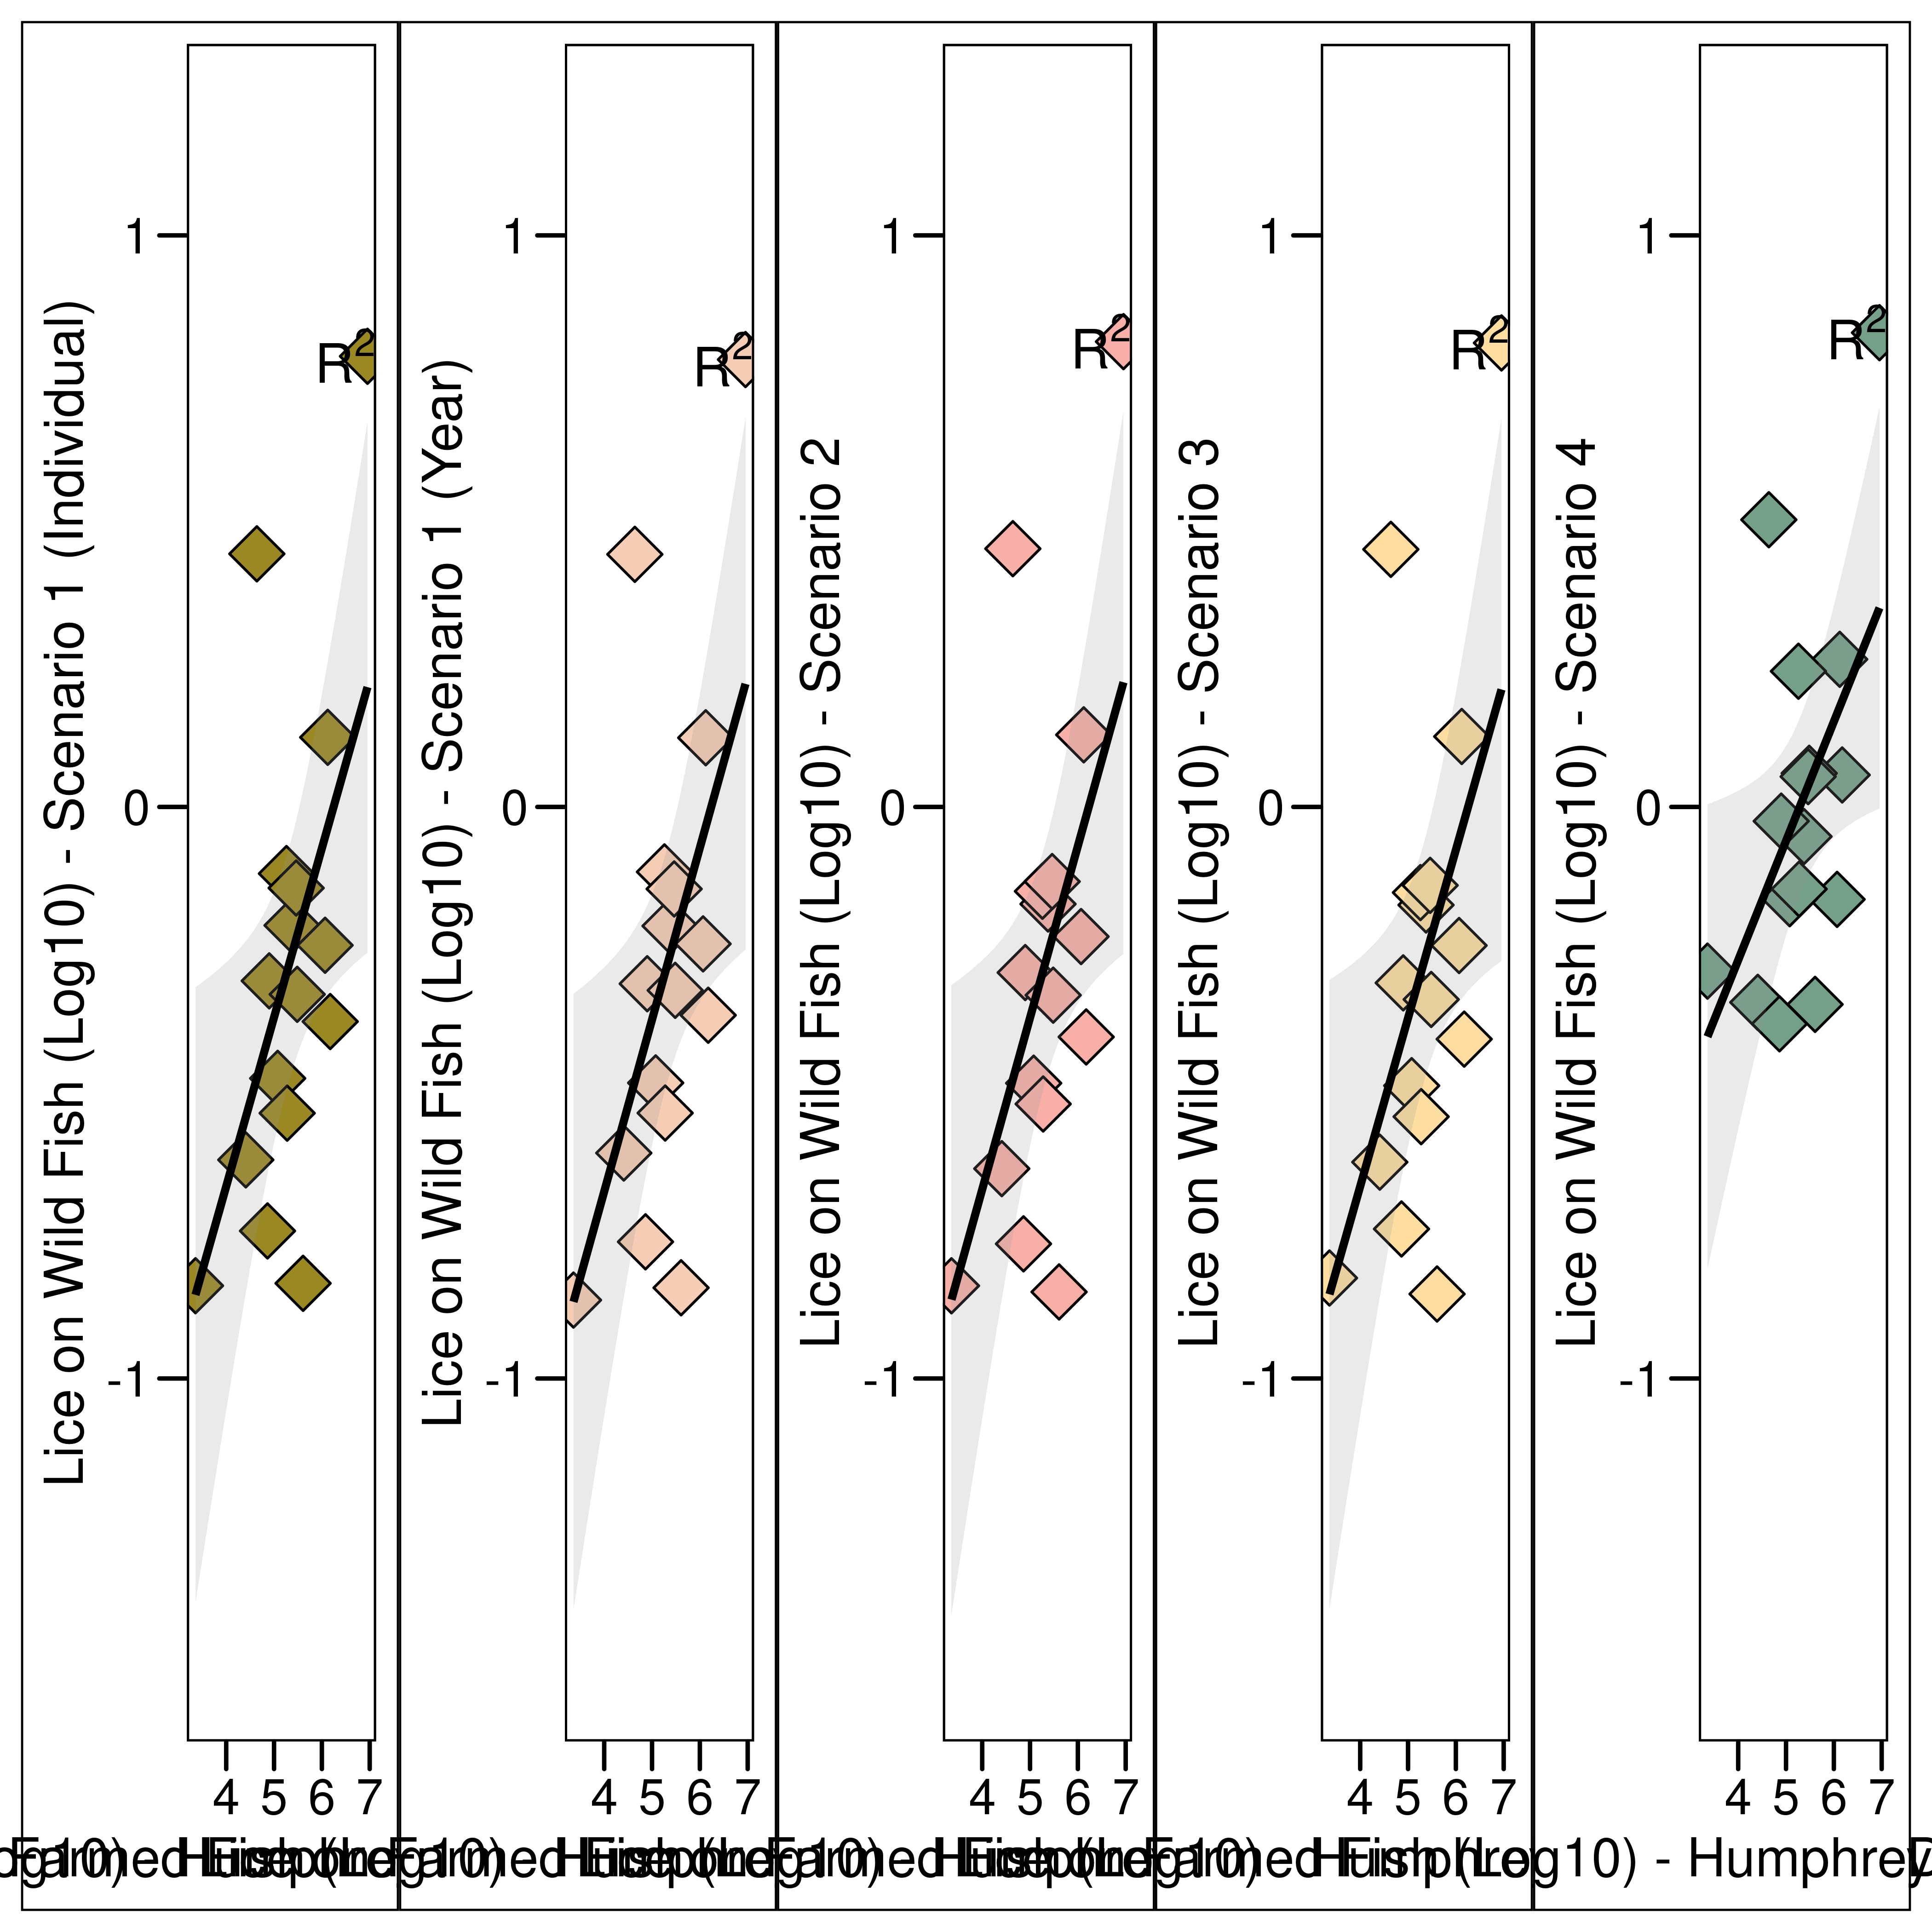 Lice on Wild Fish (Log10) - Scenario 1 (Individual)
1
0
-1
R²
4 5 6 7
Lice on Wild Fish (Log10) - Scenario 1 (Year)
1
0
-1
R²
4 5 6 7
Lice on Wild Fish (Log10) - Scenario 2
1
0
-1
R²
4 5 6 7
Lice on Wild Fish (Log10) - Scenario 3
1
0
-1
R²
4 5 6 7
Lice on Wild Fish (Log10) - Scenario 4
1
0
-1
R²
4 5 6 7
Fish (Log10) - Humphrey